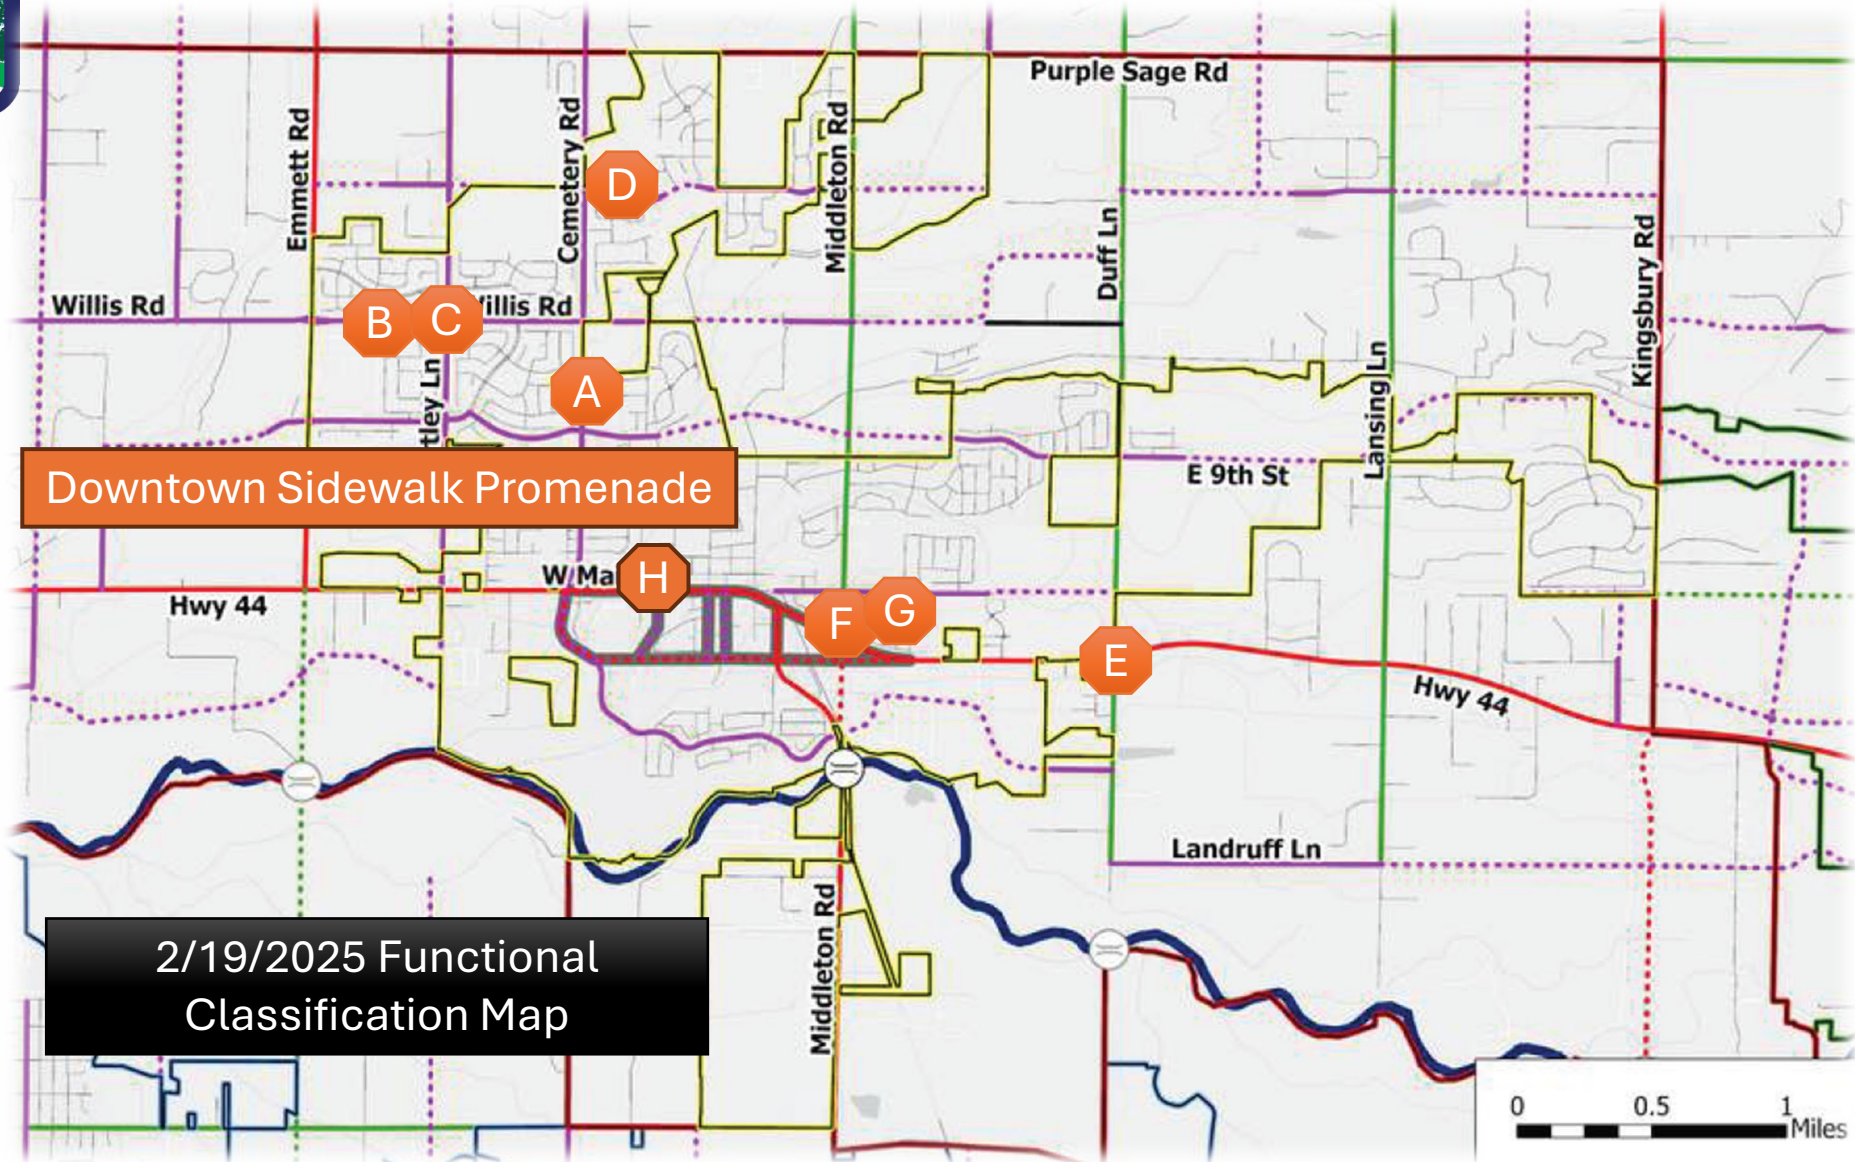 Purple Sage Rd
Emmett Rd
Cemetery Rd
D
Middleton Rd
Duff Ln
Kingsbury Rd
Willis Rd
B
C
illis Rd
A
tley Ln
Lansing Ln
E 9th St
Downtown Sidewalk Promenade
W Ma
H
Hwy 44
F
G
E
Hwy 44
Landruff Ln
Middleton Rd
2/19/2025 Functional
Classification Map
0 0.5 1
Miles